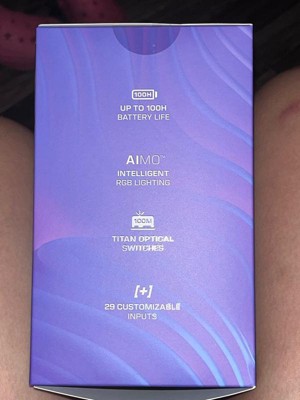 100H
UP TO 100H
BATTERY LIFE
AIMO™
INTELLIGENT
RGB LIGHTING
100M
TITAN OPTICAL
SWITCHES
[+]
29 CUSTOMIZABLE
INPUTS